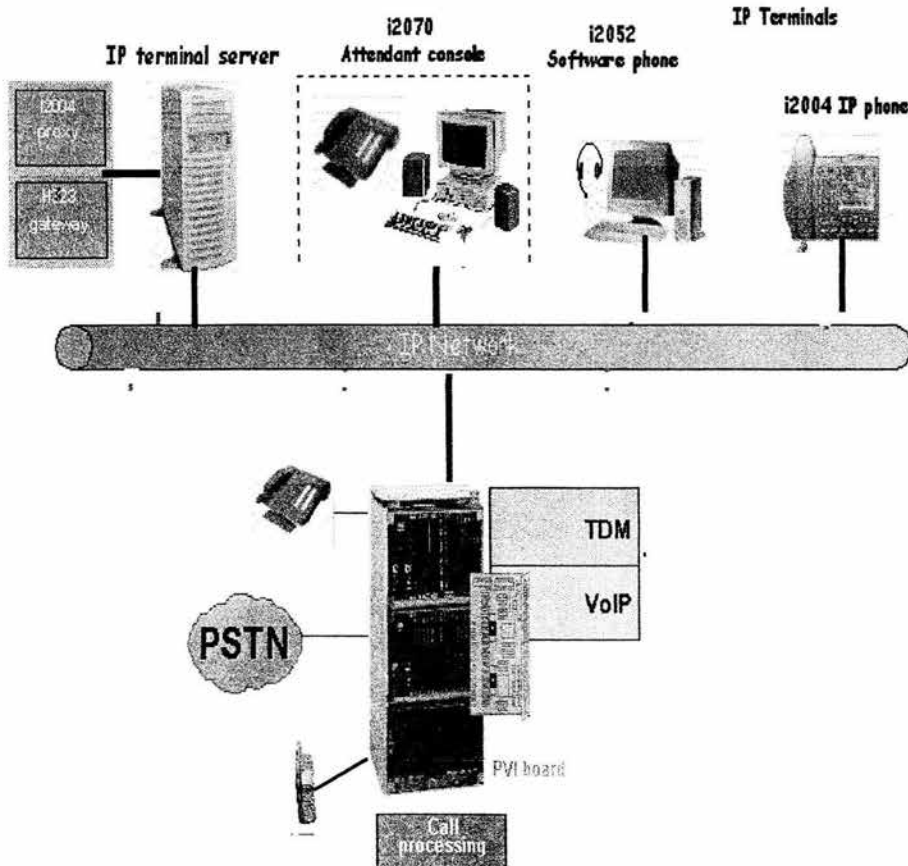 IP Terminals
i2070
Attendant console
i2052
Software phone
IP terminal server
i2004 IP phone
i2004
proxy
H323
gateway
IP Network
TDM
VoIP
PSTN
PVI board
Call
processing